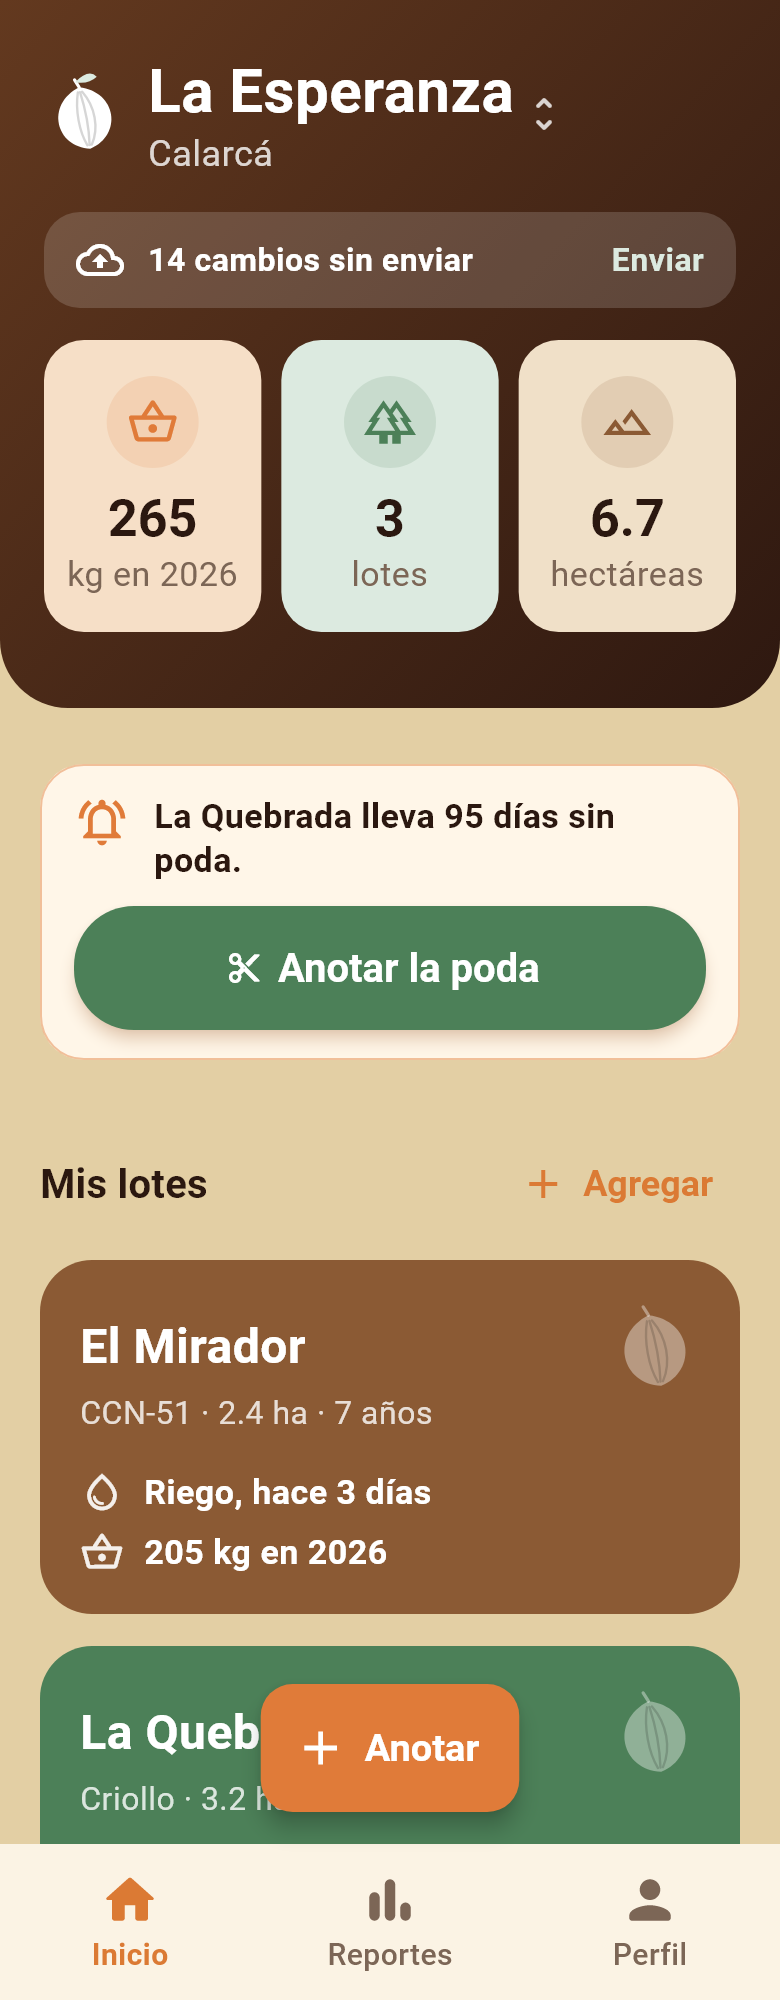 La Esperanza
Calarcá
14 cambios sin enviar
Enviar
265
kg en 2026
3
lotes
6.7
hectáreas
La Quebrada lleva 95 días sin
poda.
Anotar la poda
Mis lotes
Agregar
El Mirador
CCN-51 · 2.4 ha · 7 años
Riego, hace 3 días
205 kg en 2026
La Queb
Criollo · 3.2 h
Anotar
Inicio
Reportes
Perfil